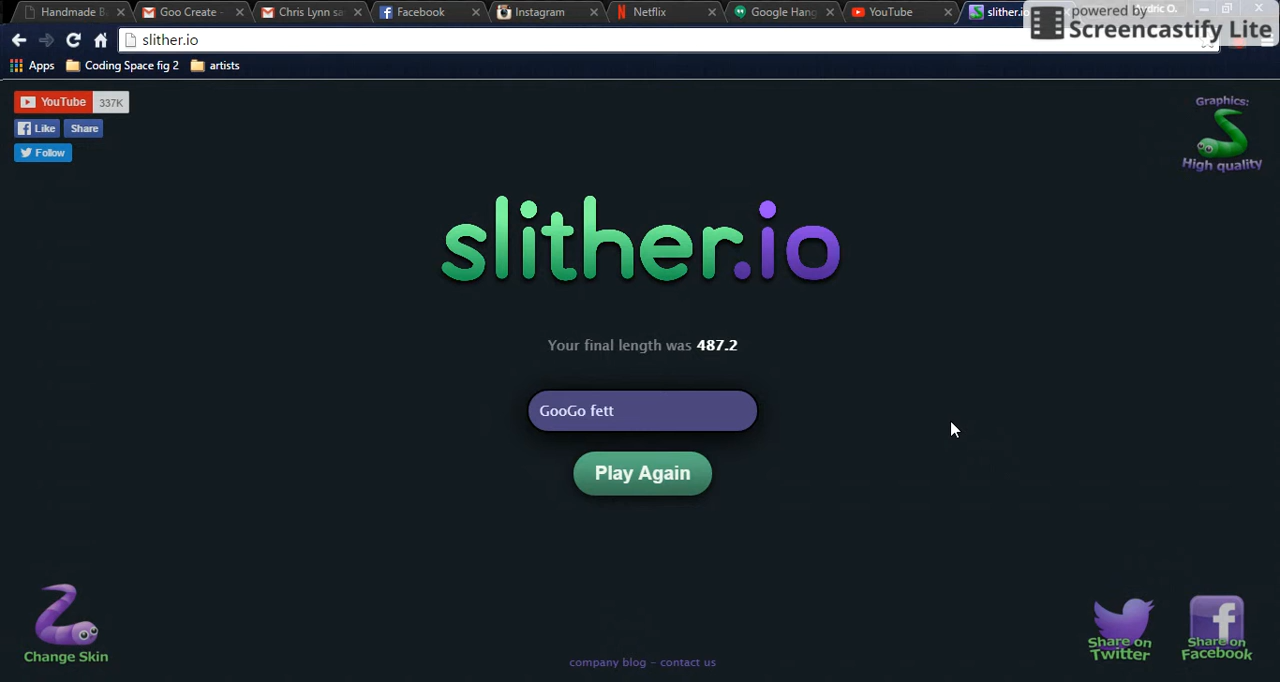 Handmade B
Goo Create -
Chris Lynn sa
Facebook
Instagram
Netflix
Google Hang
YouTube
slither.io
powered by
Screencastify Lite
slither.io
Apps
Coding Space fig 2
artists
YouTube 337K
Like Share
Follow
Graphics:
High quality
slither.io
Your final length was 487.2
GooGo fett
Play Again
Change Skin
Share on
Twitter
Share on
Facebook
company blog - contact us